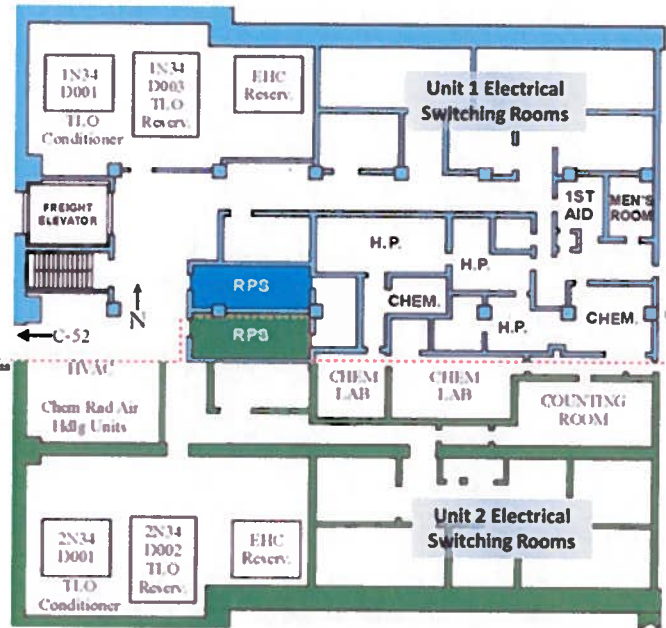 1N34
D001
TLO
Conditioner
1N34
D003
TLO
Reserv.
EHC
Reserv.
Unit 1 Electrical
Switching Rooms
FREIGHT
ELEVATOR
1ST
AID
MEN'S
ROOM
H.P.
H.P.
RPS
CHEM.
N
RPS
H.P.
CHEM.
C-52
HVAC
Chem Rad Air
Hdlg Units
CHEM
LAB
CHEM
LAB
COUNTING
ROOM
2N34
D001
TLO
Conditioner
2N34
D002
TLO
Reserv.
EHC
Reserv.
Unit 2 Electrical
Switching Rooms